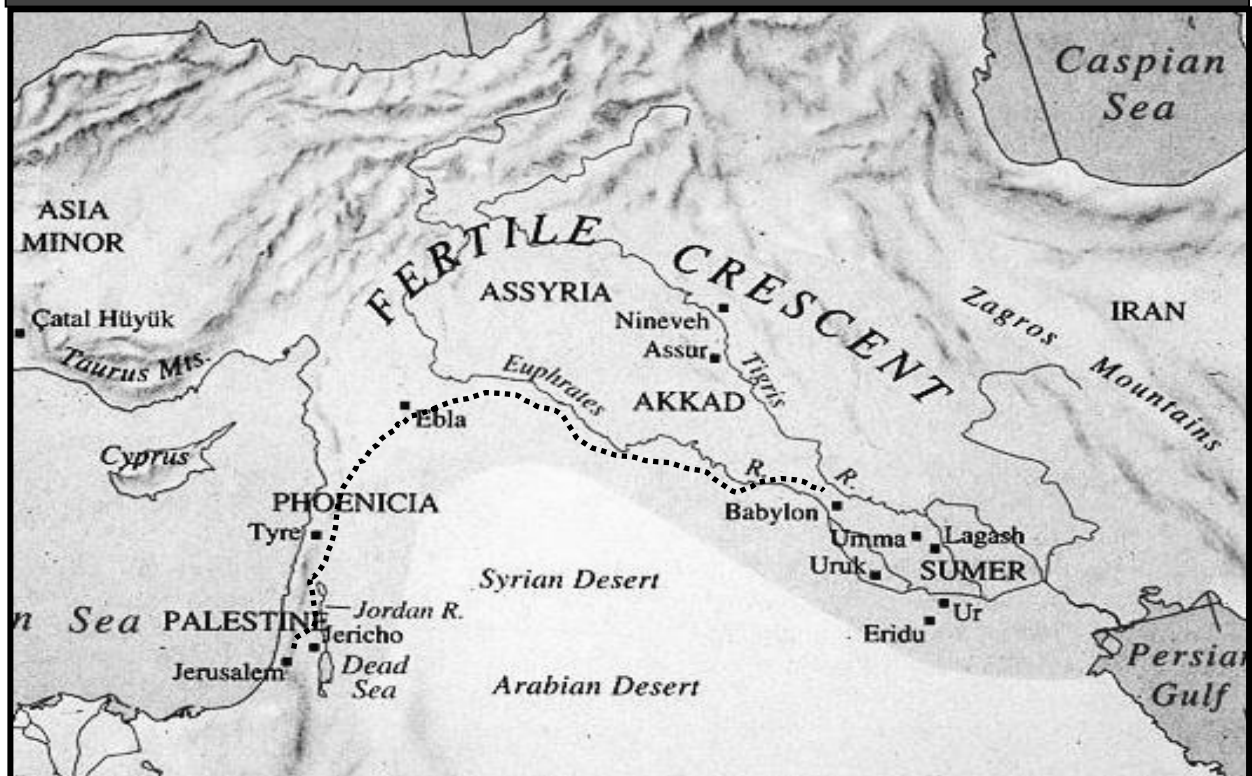 Caspian
Sea
ASIA
MINOR
FERTILE CRESCENT
ASSYRIA
Zagros Mountains
IRAN
Nineveh
Çatal Hüyük
Taurus Mts.
Assur
Tigris
Euphrates
AKKAD
Ebla
Cyprus
R.
R.
PHOENICIA
Babylon
Tyre
Umma
Lagash
Uruk
SUMER
Syrian Desert
Jordan R.
Ur
n Sea
PALESTINE
Jericho
Eridu
Jerusalem
Dead
Sea
Arabian Desert
Persian
Gulf